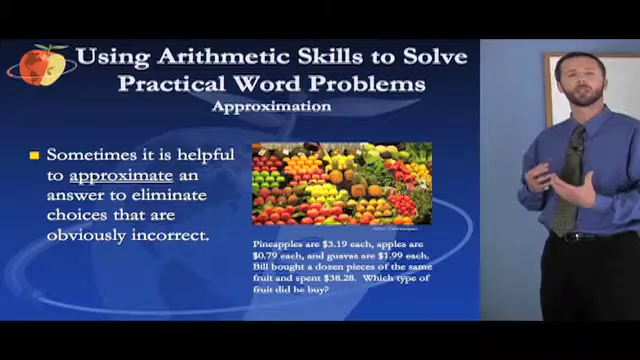 Using Arithmetic Skills to Solve
Practical Word Problems
Approximation
Sometimes it is helpful
to approximate an
answer to eliminate
choices that are
obviously incorrect.
Pineapples are $3.19 each, apples are
$0.79 each, and guavas are $1.99 each.
Bill bought a dozen pieces of the same
fruit and spent $38.28. Which type of
fruit did he buy?